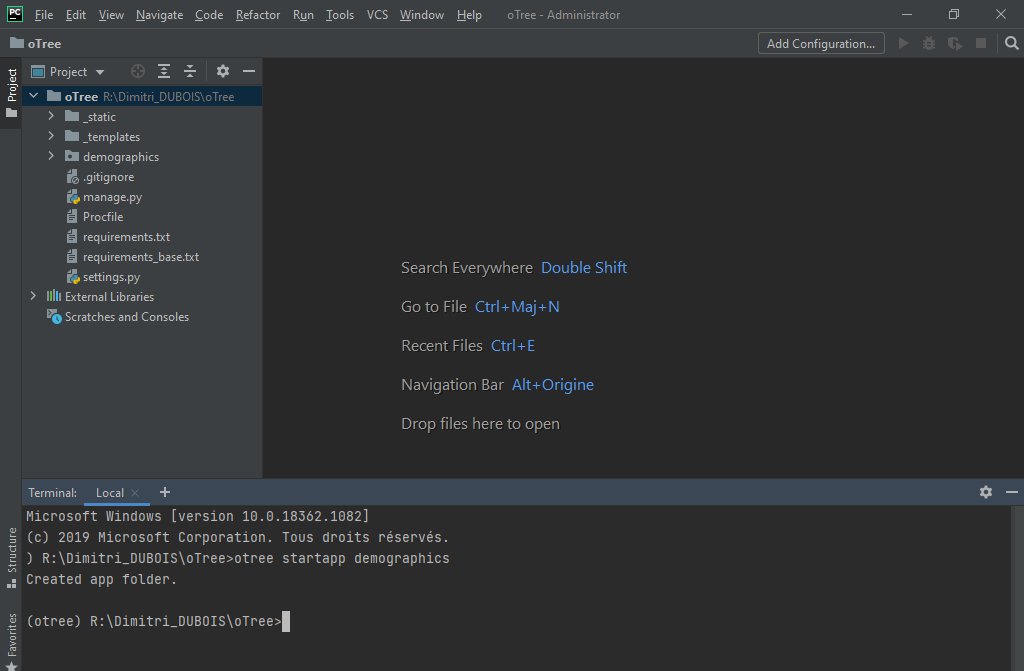 PC File Edit View Navigate Code Refactor Run Tools VCS Window Help oTree - Administrator
oTree Add Configuration...
Project
Project
oTree R:\Dimitri_DUBOIS\oTree
_static
_templates
demographics
.gitignore
manage.py
Procfile
requirements.txt
requirements_base.txt
settings.py
External Libraries
Scratches and Consoles
Search Everywhere Double Shift
Go to File Ctrl+Maj+N
Recent Files Ctrl+E
Navigation Bar Alt+Origine
Drop files here to open
Structure
Favorites
Terminal: Local
Microsoft Windows [version 10.0.18362.1082]
(c) 2019 Microsoft Corporation. Tous droits réservés.
) R:\Dimitri_DUBOIS\oTree>otree startapp demographics
Created app folder.
(otree) R:\Dimitri_DUBOIS\oTree>